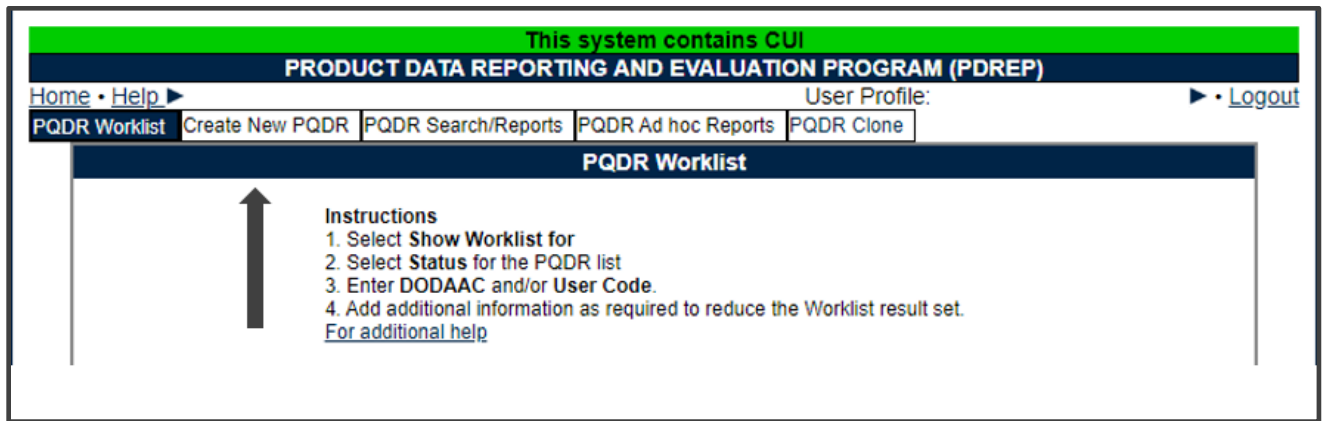 This system contains CUI
PRODUCT DATA REPORTING AND EVALUATION PROGRAM (PDREP)
Home • Help ▶ User Profile: ▶ • Logout
PQDR Worklist Create New PQDR PQDR Search/Reports PQDR Ad hoc Reports PQDR Clone
PQDR Worklist
Instructions
1. Select Show Worklist for
2. Select Status for the PQDR list
3. Enter DODAAC and/or User Code.
4. Add additional information as required to reduce the Worklist result set.
For additional help